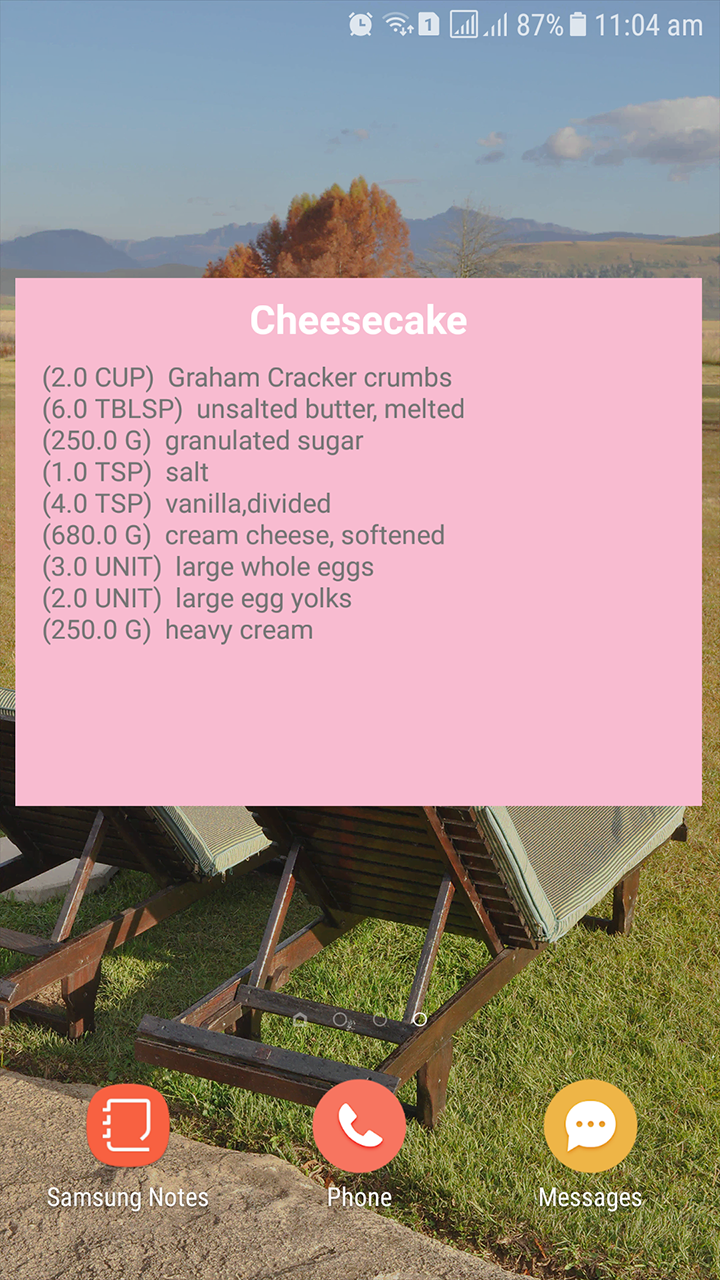 1 87% 11:04 am
Cheesecake
(2.0 CUP)  Graham Cracker crumbs
(6.0 TBLSP)  unsalted butter, melted
(250.0 G)  granulated sugar
(1.0 TSP)  salt
(4.0 TSP)  vanilla,divided
(680.0 G)  cream cheese, softened
(3.0 UNIT)  large whole eggs
(2.0 UNIT)  large egg yolks
(250.0 G)  heavy cream
Samsung Notes Phone Messages